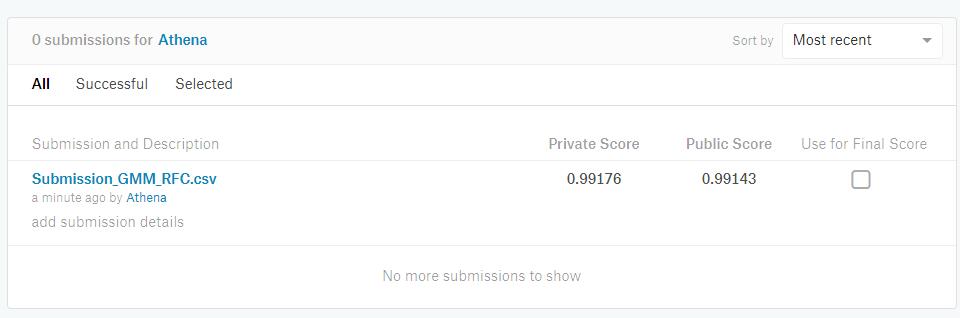 0 submissions for Athena
Sort by Most recent
All Successful Selected
Submission and Description Private Score Public Score Use for Final Score
Submission_GMM_RFC.csv 0.99176 0.99143
a minute ago by Athena
add submission details
No more submissions to show